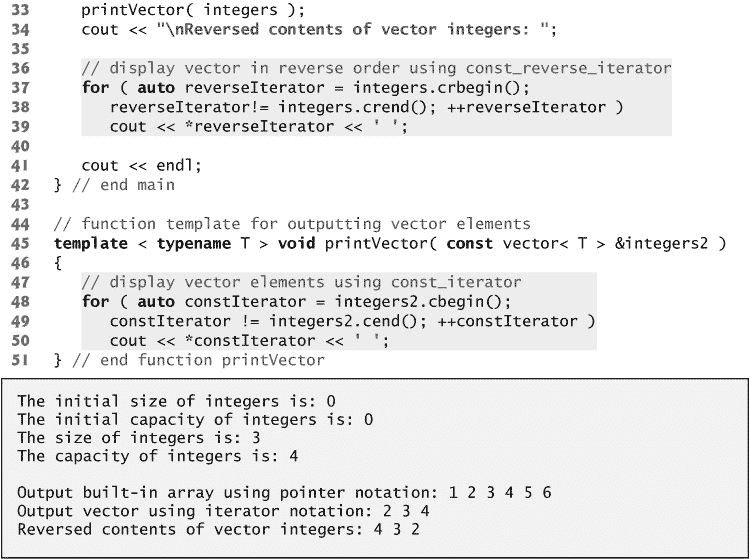 33 printVector( integers );
34 cout << "\nReversed contents of vector integers: ";
35
36 // display vector in reverse order using const_reverse_iterator
37 for ( auto reverseIterator = integers.crbegin();
38 reverseIterator!= integers.crend(); ++reverseIterator )
39 cout << *reverseIterator << ' ';
40
41 cout << endl;
42 } // end main
43
44 // function template for outputting vector elements
45 template < typename T > void printVector( const vector< T > &integers2 )
46 {
47 // display vector elements using const_iterator
48 for ( auto constIterator = integers2.cbegin();
49 constIterator != integers2.cend(); ++constIterator )
50 cout << *constIterator << ' ';
51 } // end function printVector
The initial size of integers is: 0
The initial capacity of integers is: 0
The size of integers is: 3
The capacity of integers is: 4
Output built-in array using pointer notation: 1 2 3 4 5 6
Output vector using iterator notation: 2 3 4
Reversed contents of vector integers: 4 3 2